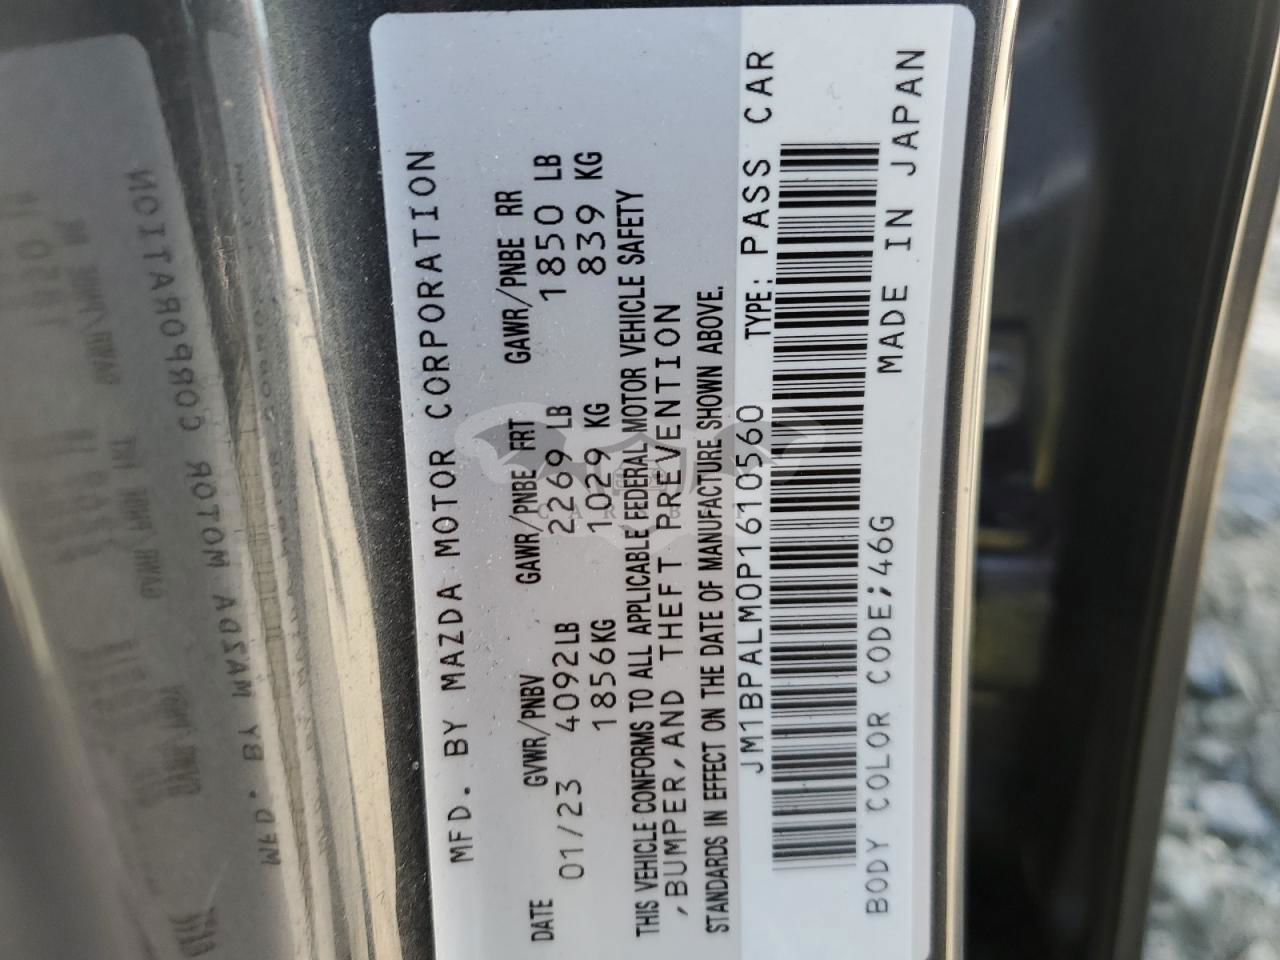 MFD. BY MAZDA MOTOR CORPORATION
DATE GVWR/PNBV GAWR/PNBE FRT GAWR/PNBE RR
01/23 4092LB 2269 LB 1850 LB
1856KG 1029 KG 839 KG
THIS VEHICLE CONFORMS TO ALL APPLICABLE FEDERAL MOTOR VEHICLE SAFETY
,BUMPER,AND THEFT PREVENTION
STANDARDS IN EFFECT ON THE DATE OF MANUFACTURE SHOWN ABOVE.
JM1BPALM0P1610560 TYPE: PASS CAR
BODY COLOR CODE;46G MADE IN JAPAN